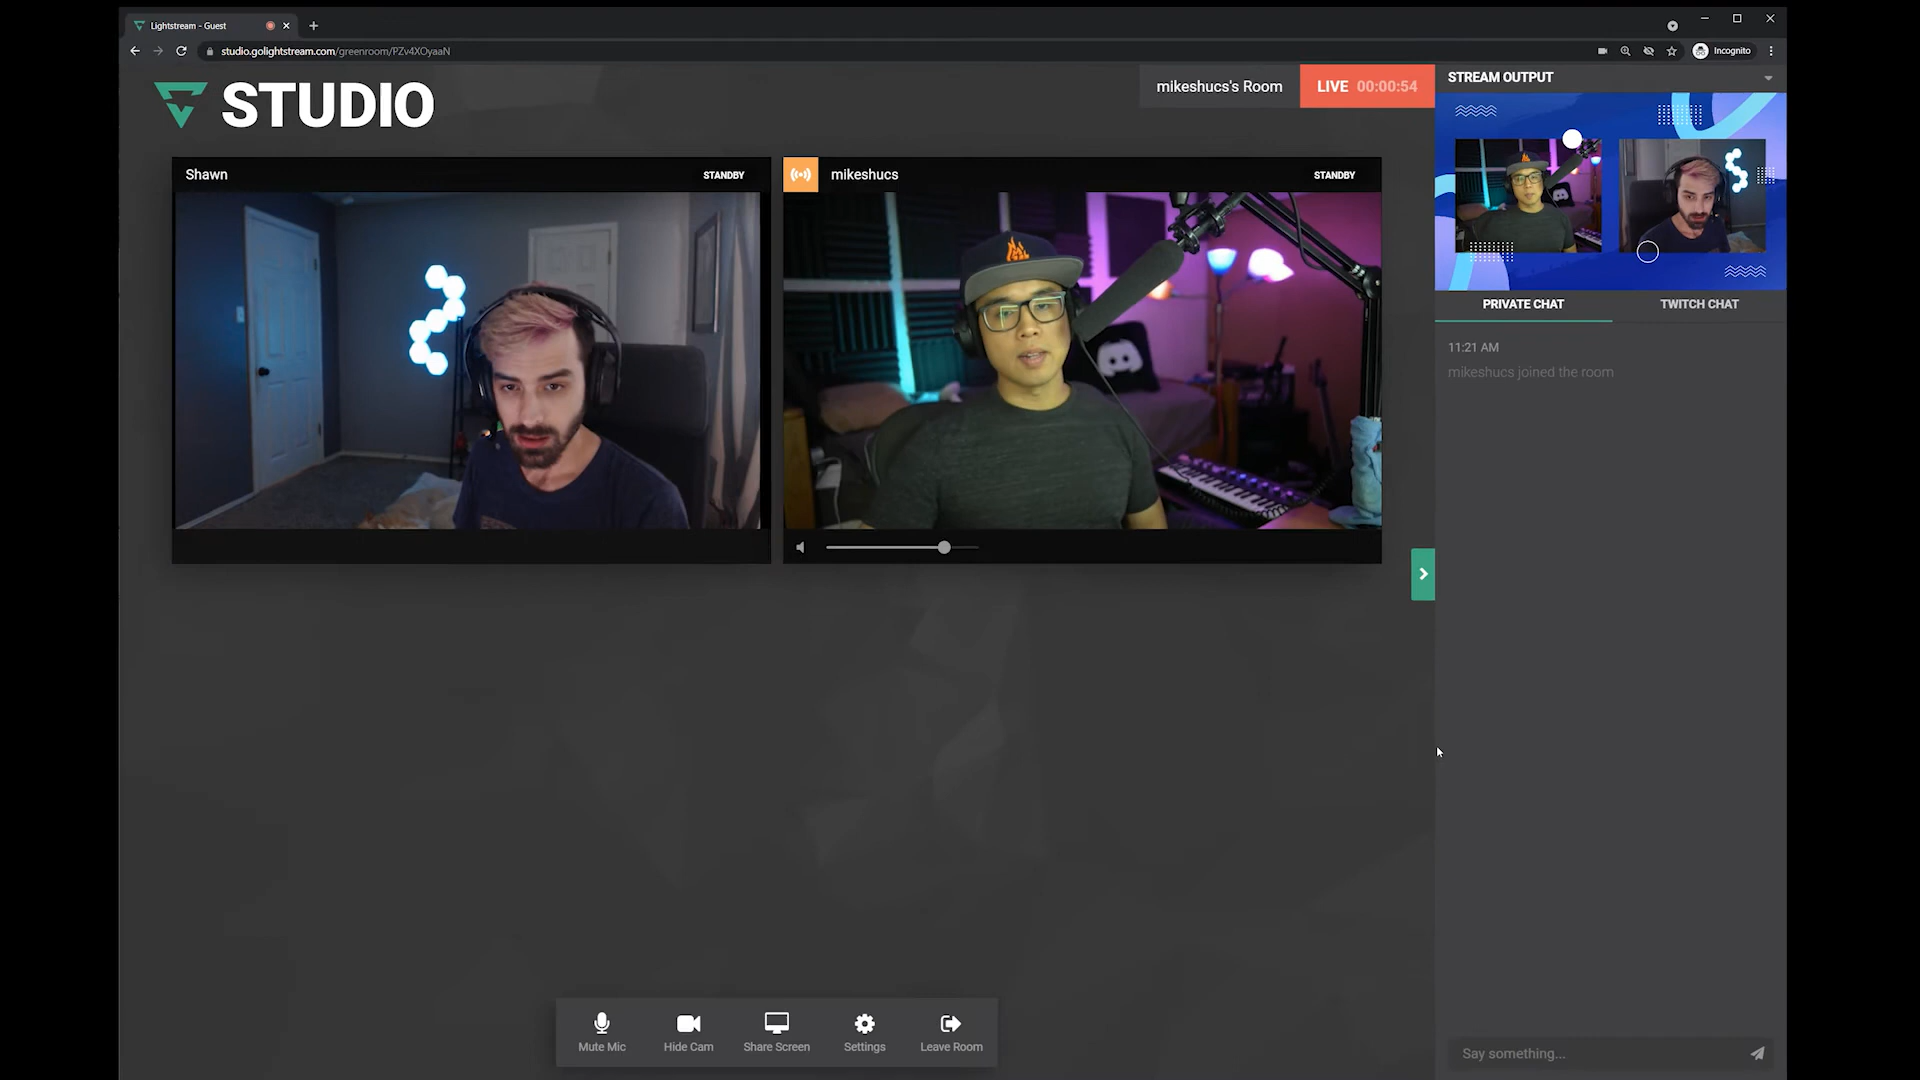 Lightstream - Guest
studio.golightstream.com/greenroom/PZv4XOyaaN
Incognito
STUDIO
mikeshucs's Room
LIVE 00:00:54
STREAM OUTPUT
Shawn
STANDBY
mikeshucs
STANDBY
PRIVATE CHAT
TWITCH CHAT
11:21 AM
mikeshucs joined the room
Mute Mic
Hide Cam
Share Screen
Settings
Leave Room
Say something...